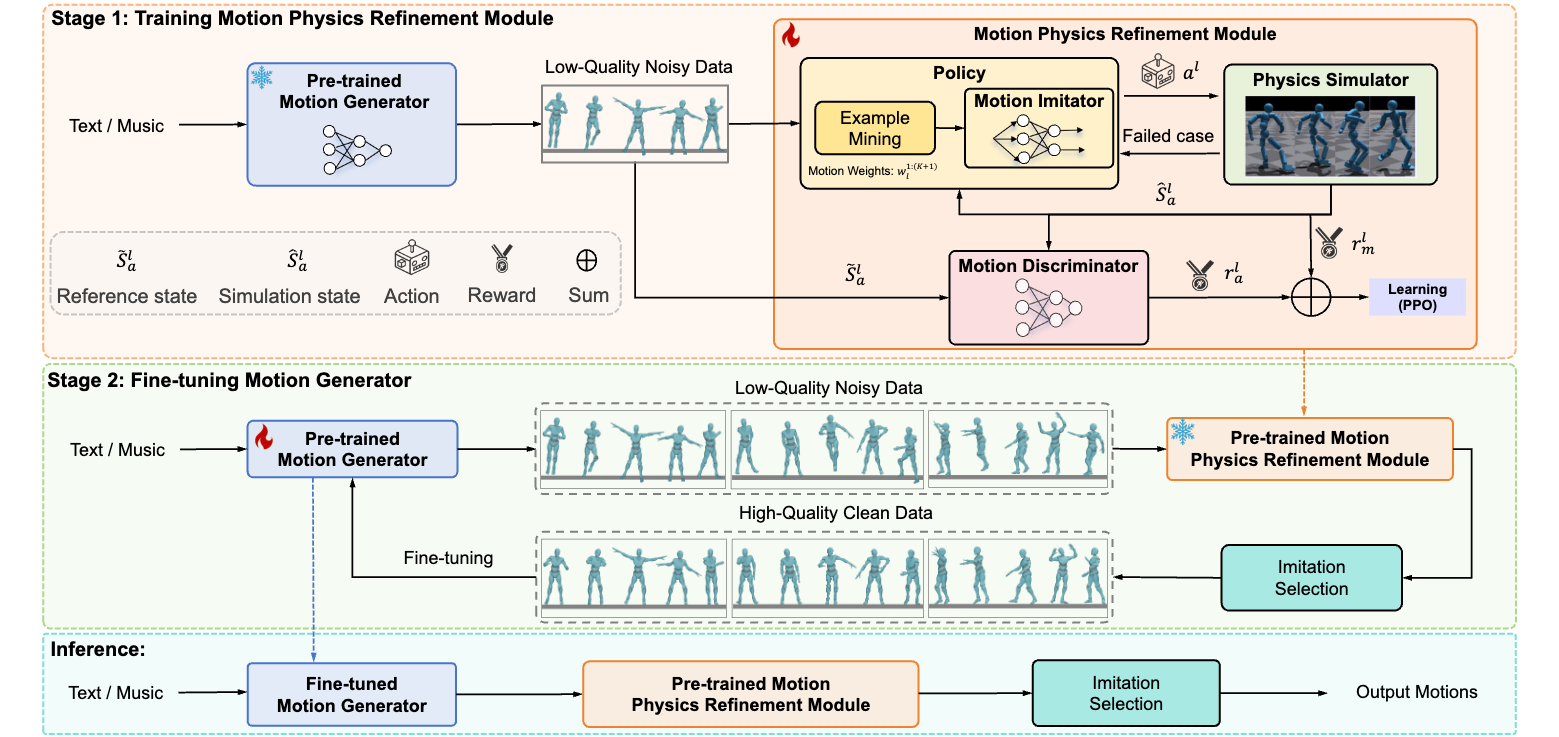 Stage 1: Training Motion Physics Refinement Module
Motion Physics Refinement Module
Text / Music
Pre-trained
Motion Generator
Low-Quality Noisy Data
Policy
Example
Mining
Motion Imitator
Motion Weights: $w_l^{1:(K+1)}$
$a^l$
Physics Simulator
Failed case
$\hat{S}_a^l$
$r_m^l$
$\tilde{S}_a^l$
Reference state
$\hat{S}_a^l$
Simulation state
Action
Reward
Sum
$\tilde{S}_a^l$
Motion Discriminator
$r_a^l$
Learning
(PPO)
Stage 2: Fine-tuning Motion Generator
Text / Music
Pre-trained
Motion Generator
Low-Quality Noisy Data
Pre-trained Motion
Physics Refinement Module
High-Quality Clean Data
Fine-tuning
Imitation
Selection
Inference:
Text / Music
Fine-tuned
Motion Generator
Pre-trained Motion
Physics Refinement Module
Imitation
Selection
Output Motions